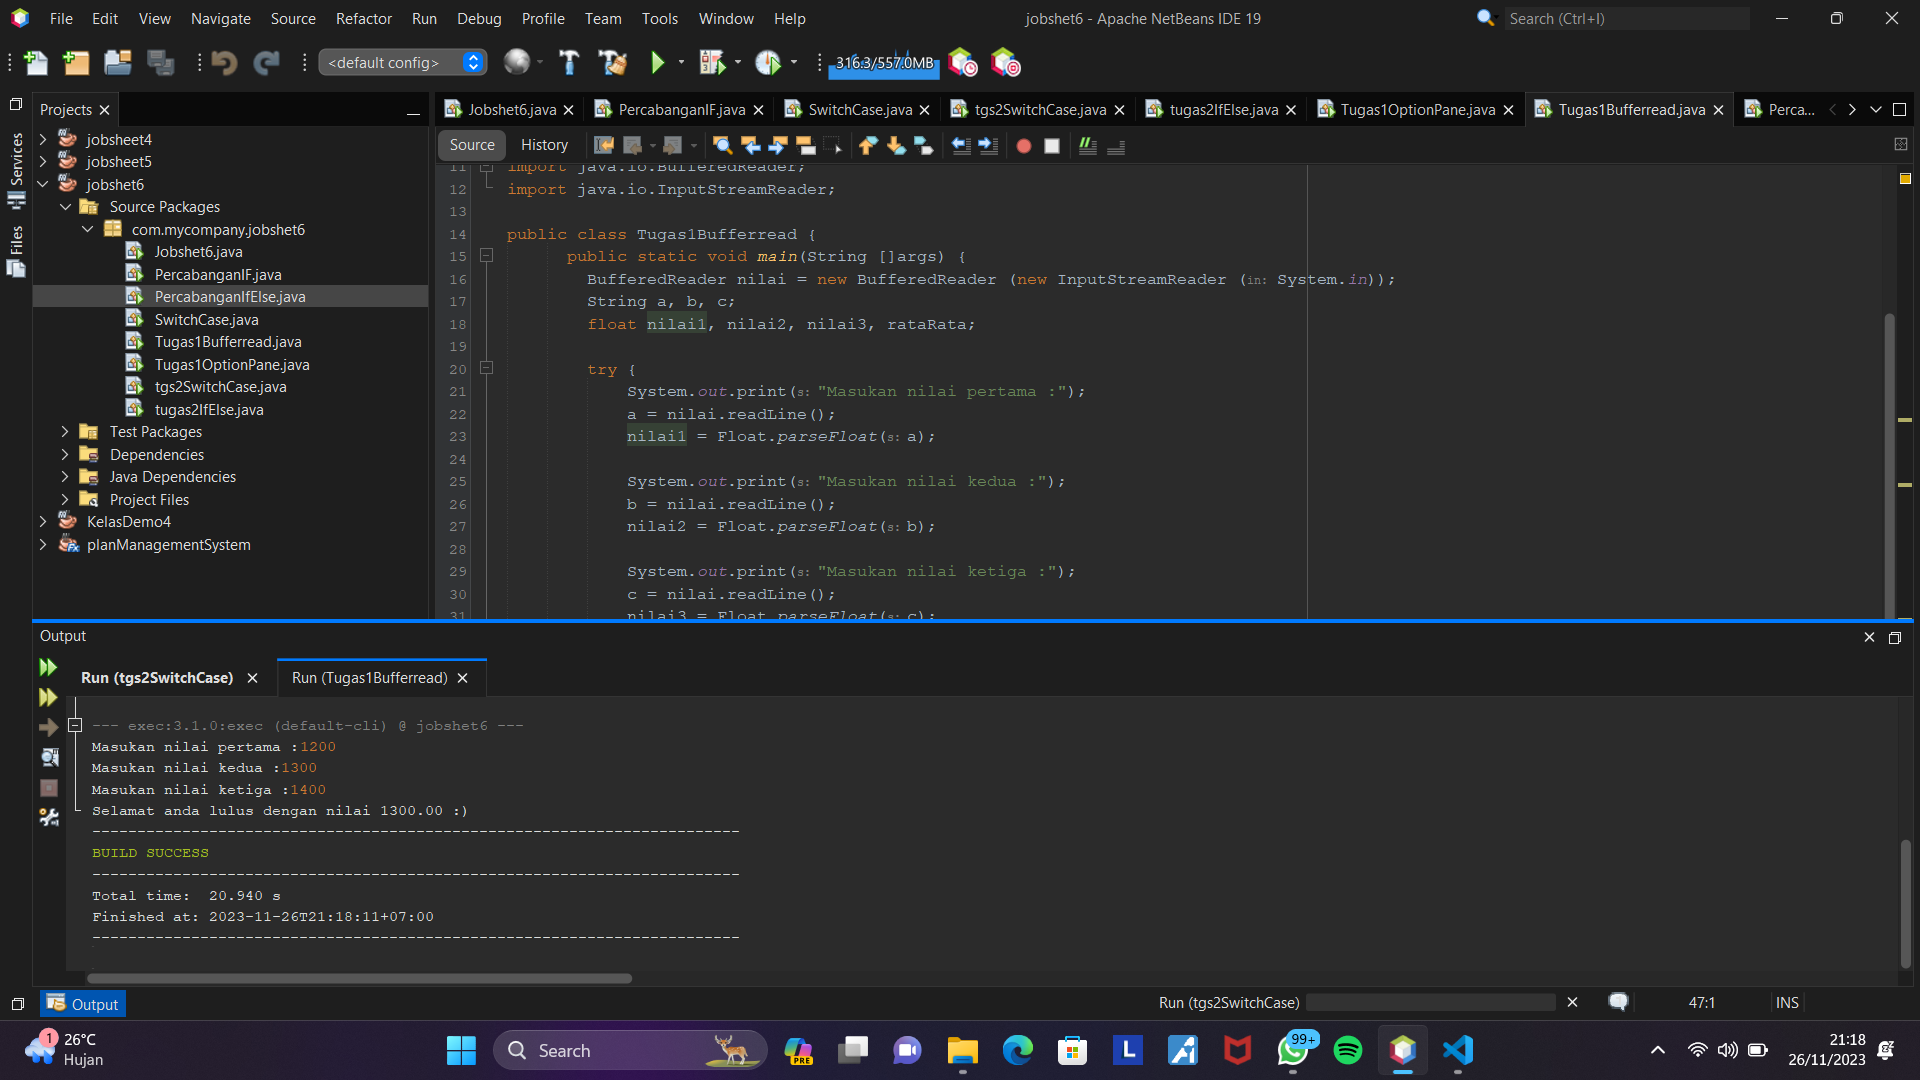 File Edit View Navigate Source Refactor Run Debug Profile Team Tools Window Help
jobshet6 - Apache NetBeans IDE 19
Search (Ctrl+I)
<default config>
316.3/557.0MB
Projects
Services
Files
jobsheet4
jobsheet5
jobshet6
Source Packages
com.mycompany.jobshet6
Jobshet6.java
PercabanganIF.java
PercabanganIfElse.java
SwitchCase.java
Tugas1Bufferread.java
Tugas1OptionPane.java
tgs2SwitchCase.java
tugas2IfElse.java
Test Packages
Dependencies
Java Dependencies
Project Files
KelasDemo4
planManagementSystem
Jobshet6.java PercabanganIF.java SwitchCase.java tgs2SwitchCase.java tugas2IfElse.java Tugas1OptionPane.java Tugas1Bufferread.java Perca...
Source History
11 import java.io.BufferedReader;
12 import java.io.InputStreamReader;
13
14 public class Tugas1Bufferread {
15 public static void main(String []args) {
16 BufferedReader nilai = new BufferedReader (new InputStreamReader (in: System.in));
17 String a, b, c;
18 float nilai1, nilai2, nilai3, rataRata;
19
20 try {
21 System.out.print(s: "Masukan nilai pertama :");
22 a = nilai.readLine();
23 nilai1 = Float.parseFloat(s: a);
24
25 System.out.print(s: "Masukan nilai kedua :");
26 b = nilai.readLine();
27 nilai2 = Float.parseFloat(s: b);
28
29 System.out.print(s: "Masukan nilai ketiga :");
30 c = nilai.readLine();
31 nilai3 = Float.parseFloat(s: c);
Output
Run (tgs2SwitchCase) Run (Tugas1Bufferread)
--- exec:3.1.0:exec (default-cli) @ jobshet6 ---
Masukan nilai pertama :1200
Masukan nilai kedua :1300
Masukan nilai ketiga :1400
Selamat anda lulus dengan nilai 1300.00 :)
------------------------------------------------------------------------
BUILD SUCCESS
------------------------------------------------------------------------
Total time:  20.940 s
Finished at: 2023-11-26T21:18:11+07:00
------------------------------------------------------------------------
Output
Run (tgs2SwitchCase)
47:1
INS
1
26°C
Hujan
Search
PRE
L
99+
21:18
26/11/2023